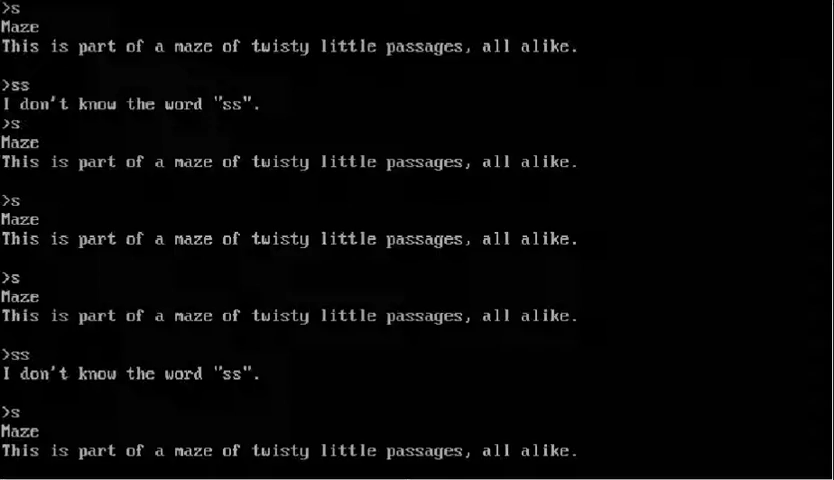 >s
Maze
This is part of a maze of twisty little passages, all alike.
>ss
I don't know the word "ss".
>s
Maze
This is part of a maze of twisty little passages, all alike.
>s
Maze
This is part of a maze of twisty little passages, all alike.
>s
Maze
This is part of a maze of twisty little passages, all alike.
>ss
I don't know the word "ss".
>s
Maze
This is part of a maze of twisty little passages, all alike.